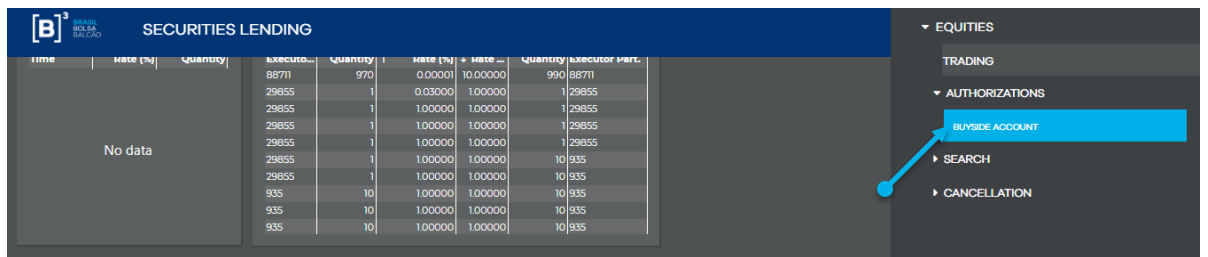 [B]³ BRASIL BOLSA BALCÃO SECURITIES LENDING
Time Rate (%) Quantity
No data
Executo... Quantity Rate (%) ↓ Rate ... Quantity Executor Part.
88711 970 0.00001 10.00000 990 88711
29855 1 0.03000 1.00000 1 29855
29855 1 1.00000 1.00000 1 29855
29855 1 1.00000 1.00000 1 29855
29855 1 1.00000 1.00000 1 29855
29855 1 1.00000 1.00000 10 935
29855 1 1.00000 1.00000 10 935
935 10 1.00000 1.00000 10 935
935 10 1.00000 1.00000 10 935
935 10 1.00000 1.00000 10 935
EQUITIES
TRADING
AUTHORIZATIONS
BUYSIDE ACCOUNT
SEARCH
CANCELLATION